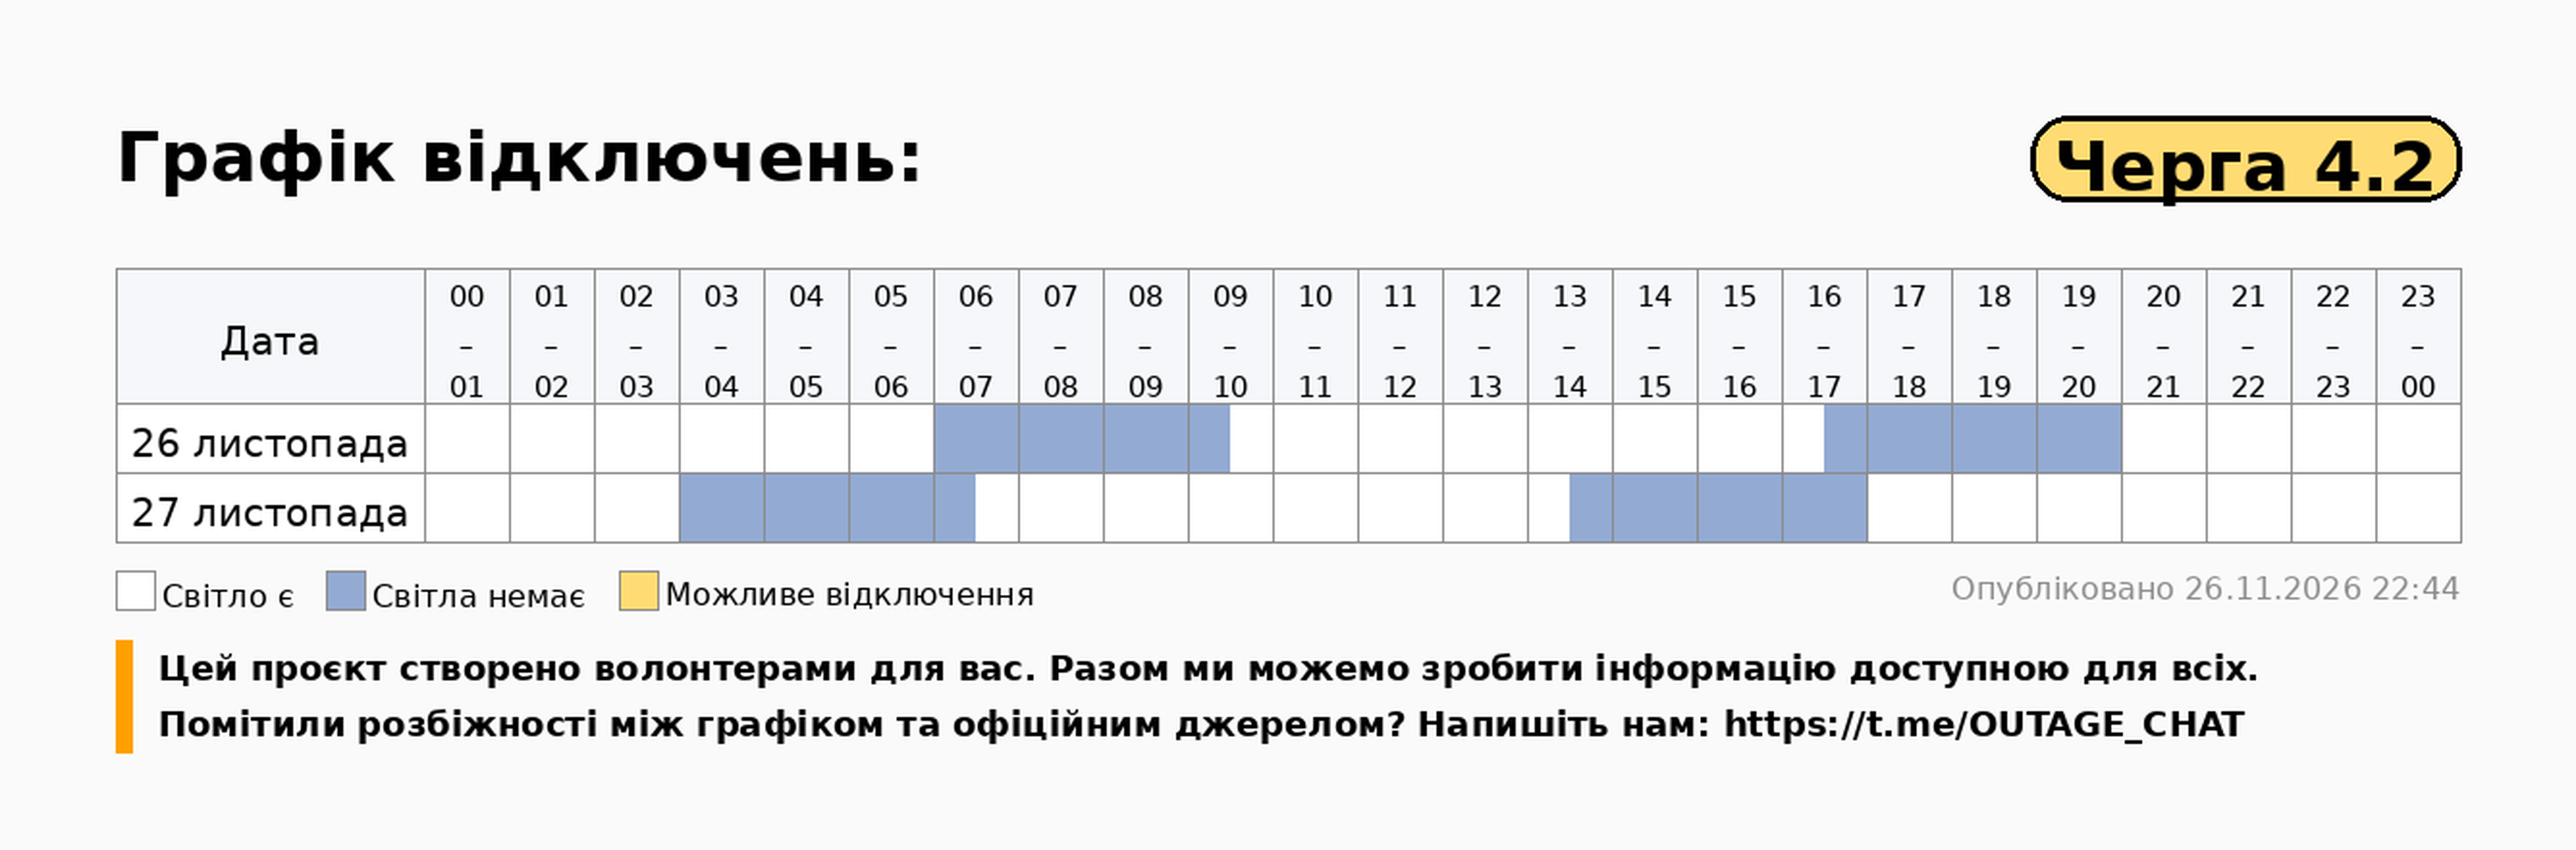 Графік відключень:
Черга 4.2
Дата
00 – 01
01 – 02
02 – 03
03 – 04
04 – 05
05 – 06
06 – 07
07 – 08
08 – 09
09 – 10
10 – 11
11 – 12
12 – 13
13 – 14
14 – 15
15 – 16
16 – 17
17 – 18
18 – 19
19 – 20
20 – 21
21 – 22
22 – 23
23 – 00
26 листопада
27 листопада
Світло є
Світла немає
Можливе відключення
Опубліковано 26.11.2026 22:44
Цей проєкт створено волонтерами для вас. Разом ми можемо зробити інформацію доступною для всіх.
Помітили розбіжності між графіком та офіційним джерелом? Напишіть нам: https://t.me/OUTAGE_CHAT